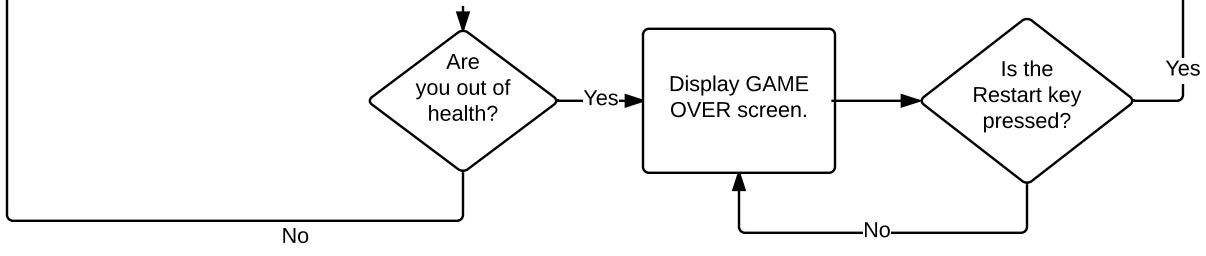 Are
you out of
health?
Yes
Display GAME
OVER screen.
Is the
Restart key
pressed?
Yes
No
No